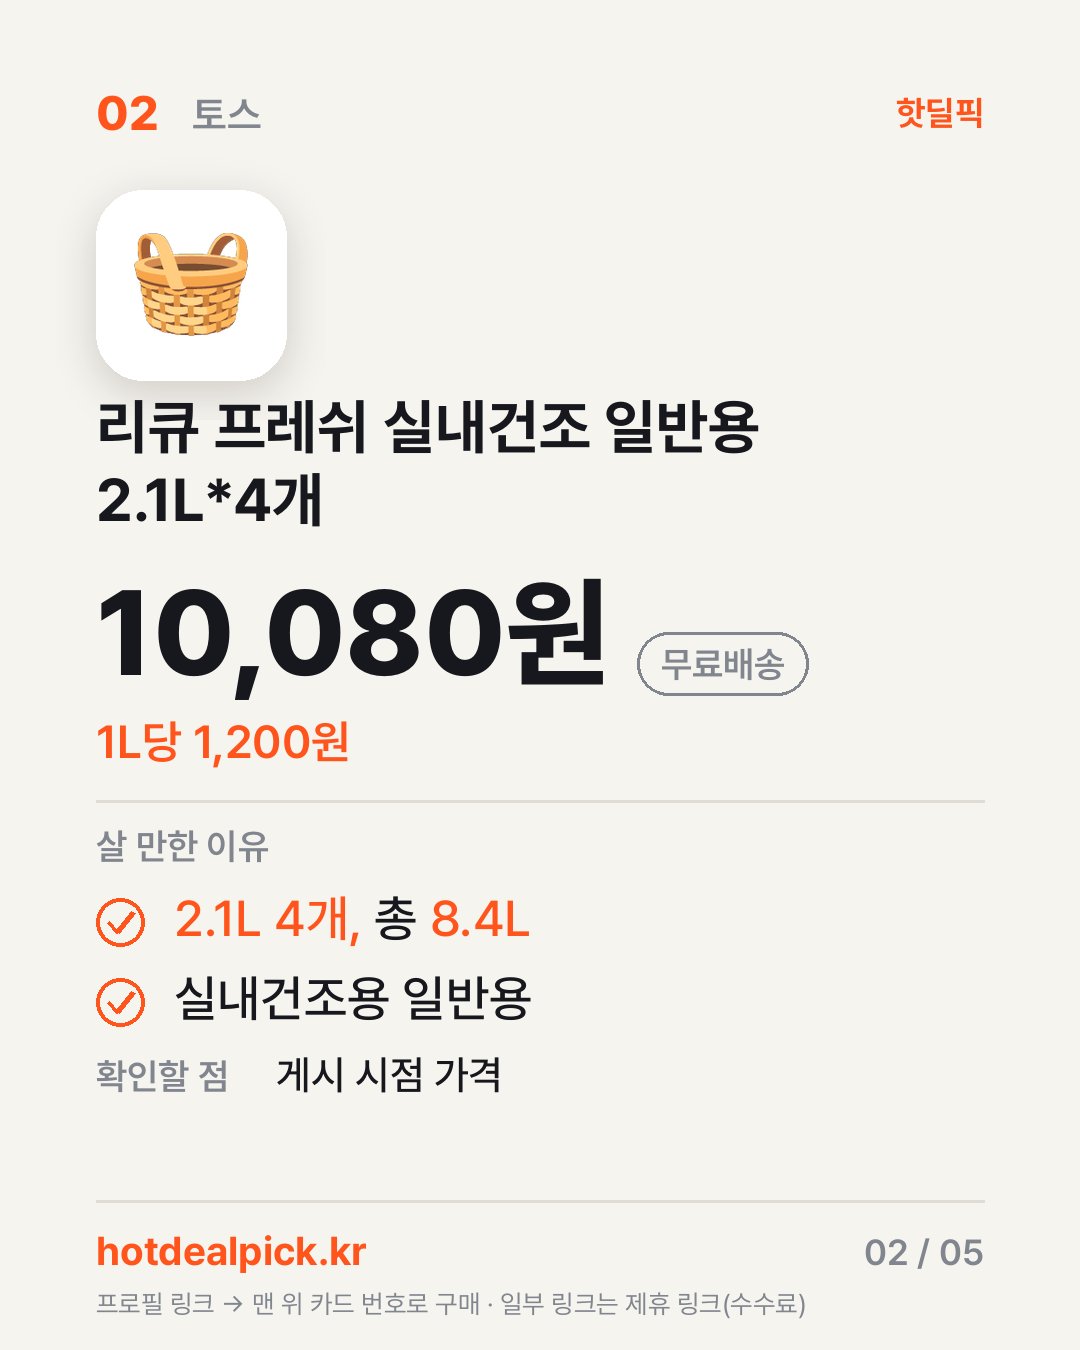 02 토스
핫딜픽
리큐 프레쉬 실내건조 일반용
2.1L*4개
10,080원 무료배송
1L당 1,200원
살 만한 이유
2.1L 4개, 총 8.4L
실내건조용 일반용
확인할 점 게시 시점 가격
hotdealpick.kr
02 / 05
프로필 링크 → 맨 위 카드 번호로 구매 · 일부 링크는 제휴 링크(수수료)